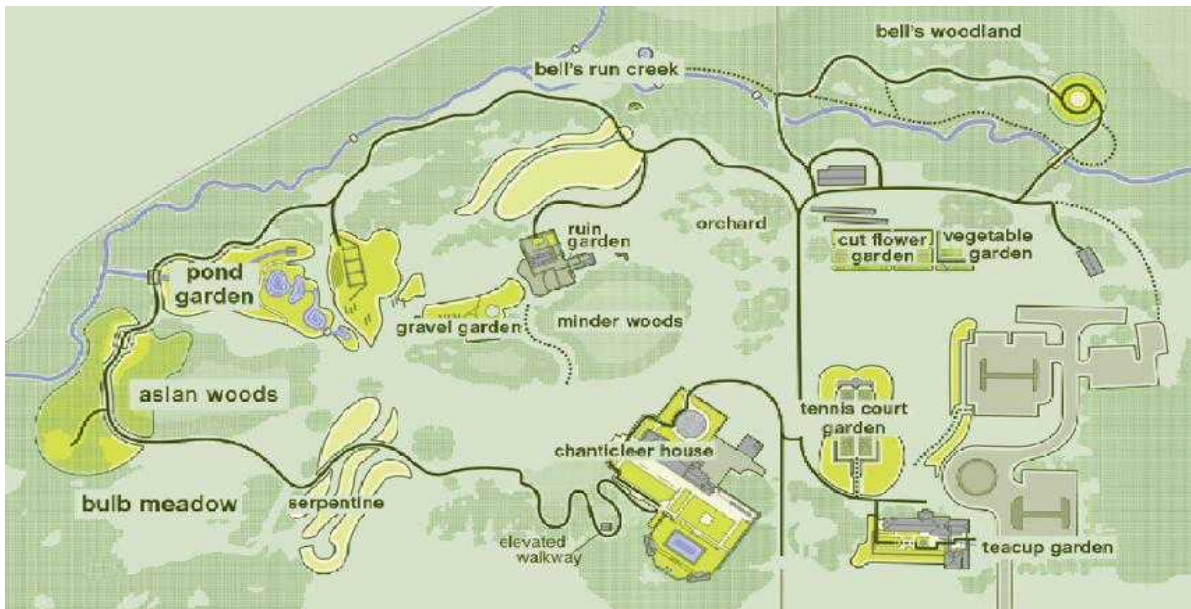 bell's woodland
bell's run creek
orchard
ruin
garden
cut flower
garden
vegetable
garden
pond
garden
gravel garden
minder woods
asian woods
tennis court
garden
chanticleer house
bulb meadow
serpentine
elevated
walkway
teacup garden